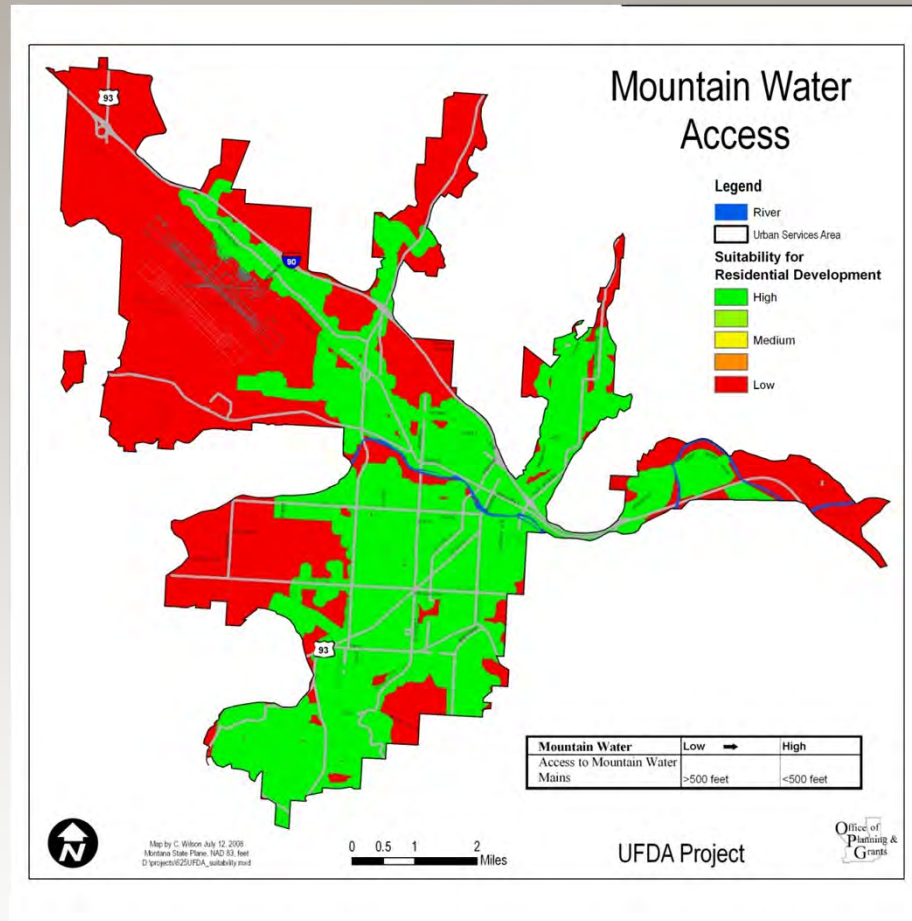 Mountain Water
Access
Legend
River
Urban Services Area
Suitability for
Residential Development
High
Medium
Low
93
90
93
Mountain Water
Low
High
Access to Mountain Water
Mains
>500 feet
<500 feet
N
Map by C. Wilson July 12, 2008
Montana State Plane, NAD 83, feet
0 0.5 1 2
Miles
UFDA Project
Office of
Planning &
Grants